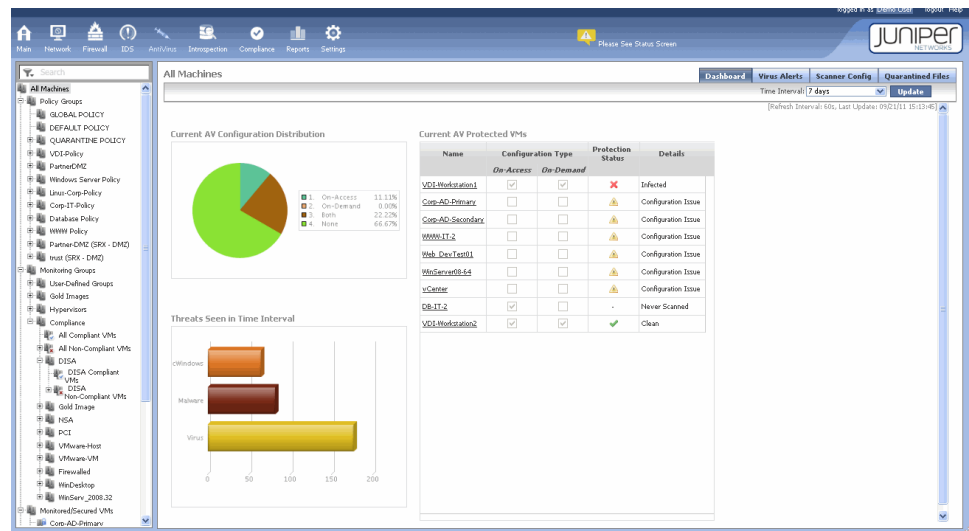 logged in as Demo User logout Help
Main Network Firewall IDS AntiVirus Introspection Compliance Reports Settings
Please See Status Screen
JUNIPER
NETWORKS
Search
All Machines
Policy Groups
GLOBAL POLICY
DEFAULT POLICY
QUARANTINE POLICY
VDI-Policy
PartnerDMZ
Windows Server Policy
Linux-Corp-Policy
Corp-IT-Policy
Database Policy
WWW Policy
Partner-DMZ (SRX - DMZ)
trust (SRX - DMZ)
Monitoring Groups
User-Defined Groups
Gold Images
Hypervisors
Compliance
All Compliant VMs
All Non-Compliant VMs
DISA
DISA Compliant
VMs
DISA
Non-Compliant VMs
Gold Image
NSA
PCI
VMware-Host
VMware-VM
Firewalled
WinDesktop
WinServ_2008.32
Monitored/Secured VMs
Corp-AD-Primary
All Machines
Dashboard Virus Alerts Scanner Config Quarantined Files
Time Interval: 7 days Update
[Refresh Interval: 60s, Last Update: 09/21/11 15:13:45]
Current AV Configuration Distribution
1. On-Access 11.11%
2. On-Demand 0.00%
3. Both 22.22%
4. None 66.67%
Threats Seen in Time Interval
cWindows
Malware
Virus
0 50 100 150 200
Current AV Protected VMs
Name Configuration Type Protection Status Details
On-Access On-Demand
VDI-Workstation1 Infected
Corp-AD-Primary Configuration Issue
Corp-AD-Secondary Configuration Issue
WWW-IT-2 Configuration Issue
Web_DevTest01 Configuration Issue
WinServer08-64 Configuration Issue
vCenter Configuration Issue
DB-IT-2 - Never Scanned
VDI-Workstation2 Clean